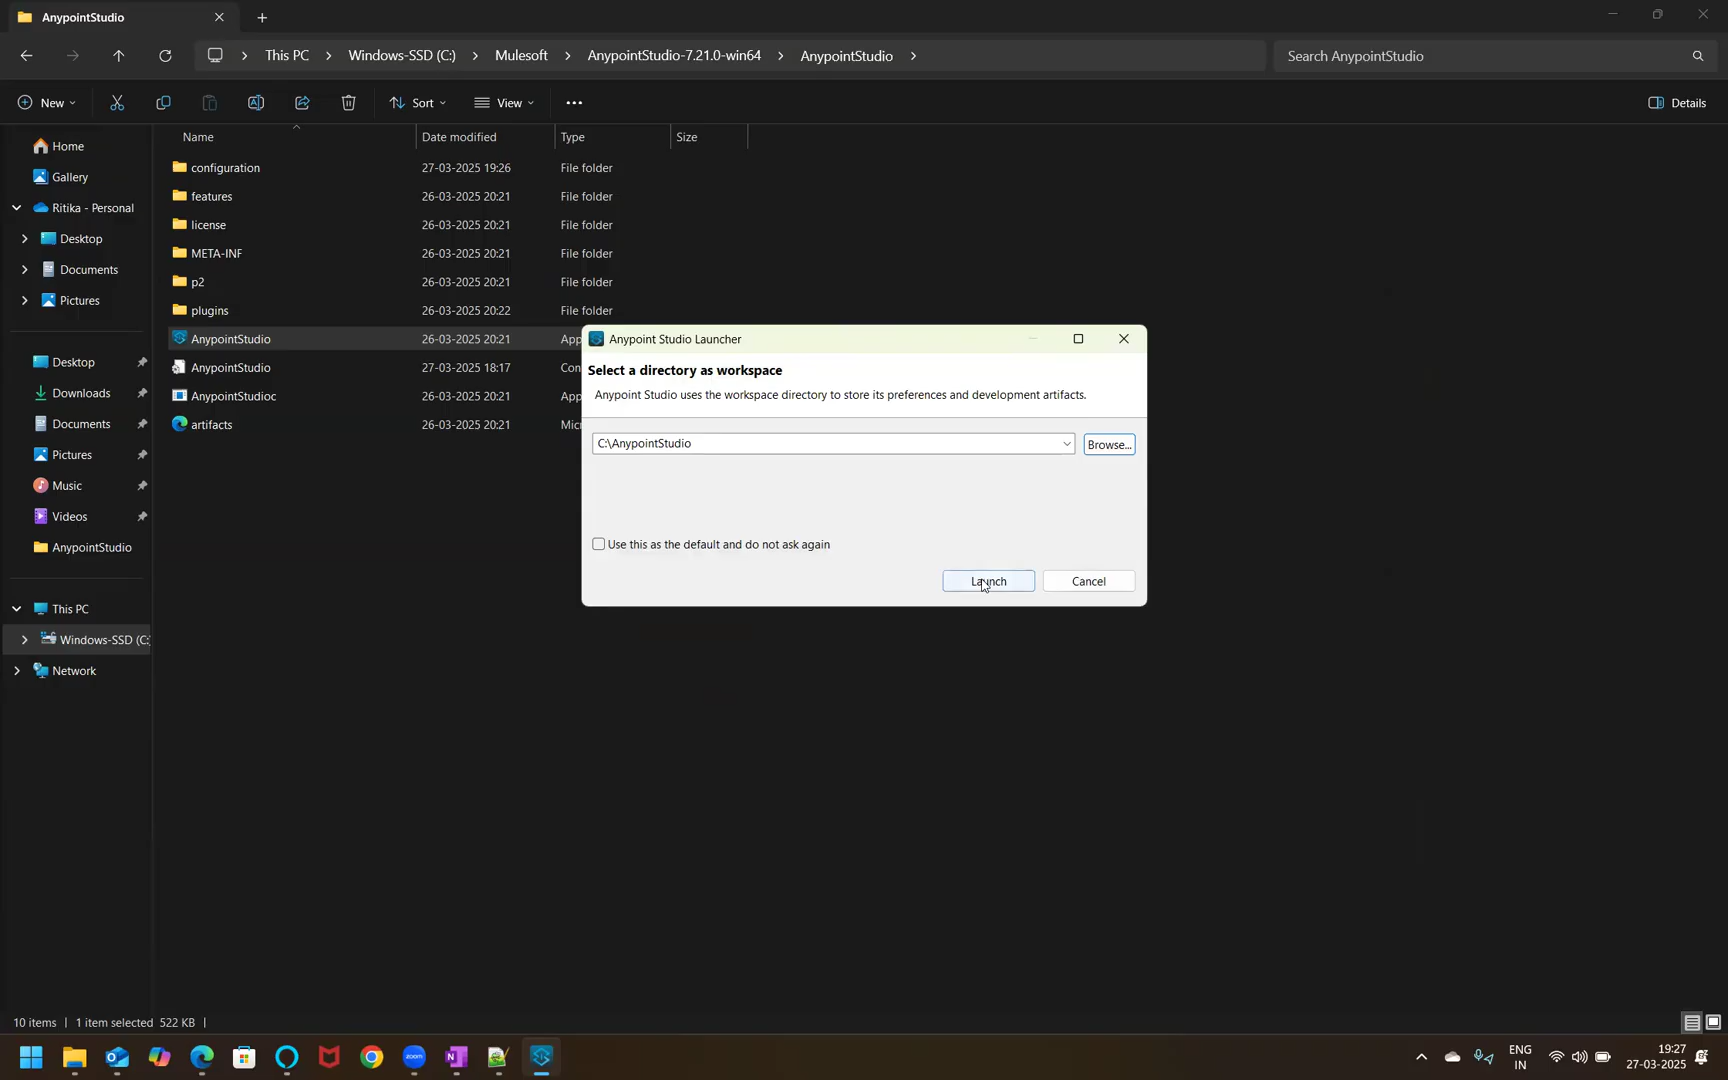 AnypointStudio
This PC > Windows-SSD (C:) > Mulesoft > AnypointStudio-7.21.0-win64 > AnypointStudio >
Search AnypointStudio
New
Sort
View
Details
Name
Date modified
Type
Size
Home
Gallery
Ritika - Personal
Desktop
Documents
Pictures
Desktop
Downloads
Documents
Pictures
Music
Videos
AnypointStudio
This PC
Windows-SSD (C:
Network
configuration 27-03-2025 19:26 File folder
features 26-03-2025 20:21 File folder
license 26-03-2025 20:21 File folder
META-INF 26-03-2025 20:21 File folder
p2 26-03-2025 20:21 File folder
plugins 26-03-2025 20:22 File folder
AnypointStudio 26-03-2025 20:21 App
AnypointStudio 27-03-2025 18:17 Con
AnypointStudioc 26-03-2025 20:21 App
artifacts 26-03-2025 20:21 Mic
Anypoint Studio Launcher
Select a directory as workspace
Anypoint Studio uses the workspace directory to store its preferences and development artifacts.
C:\AnypointStudio
Browse...
Use this as the default and do not ask again
Launch
Cancel
10 items | 1 item selected 522 KB |
zoom
N
ENG
IN
19:27
27-03-2025